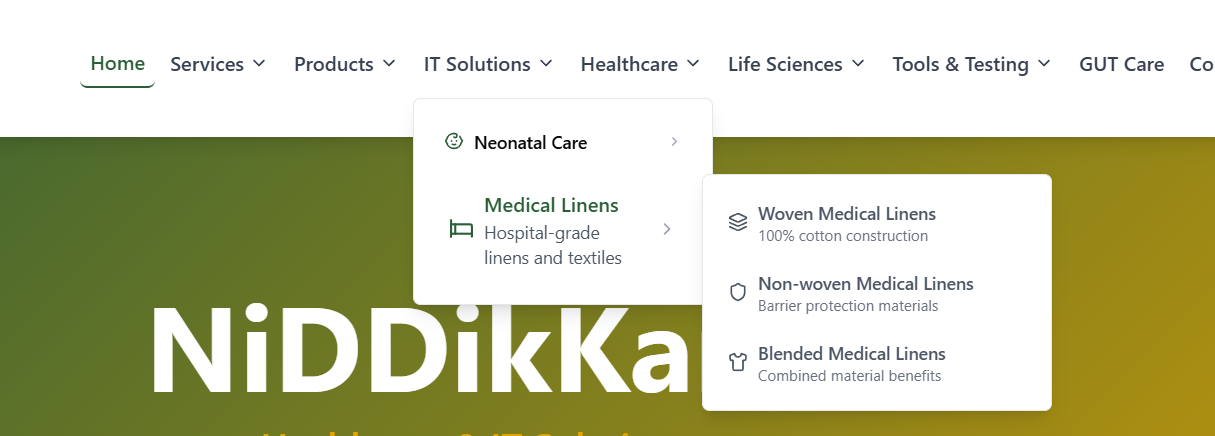 Home
Services
Products
IT Solutions
Healthcare
Life Sciences
Tools & Testing
GUT Care
Co
Neonatal Care
Medical Linens
Hospital-grade
linens and textiles
Woven Medical Linens
100% cotton construction
Non-woven Medical Linens
Barrier protection materials
Blended Medical Linens
Combined material benefits
NiDDikKa